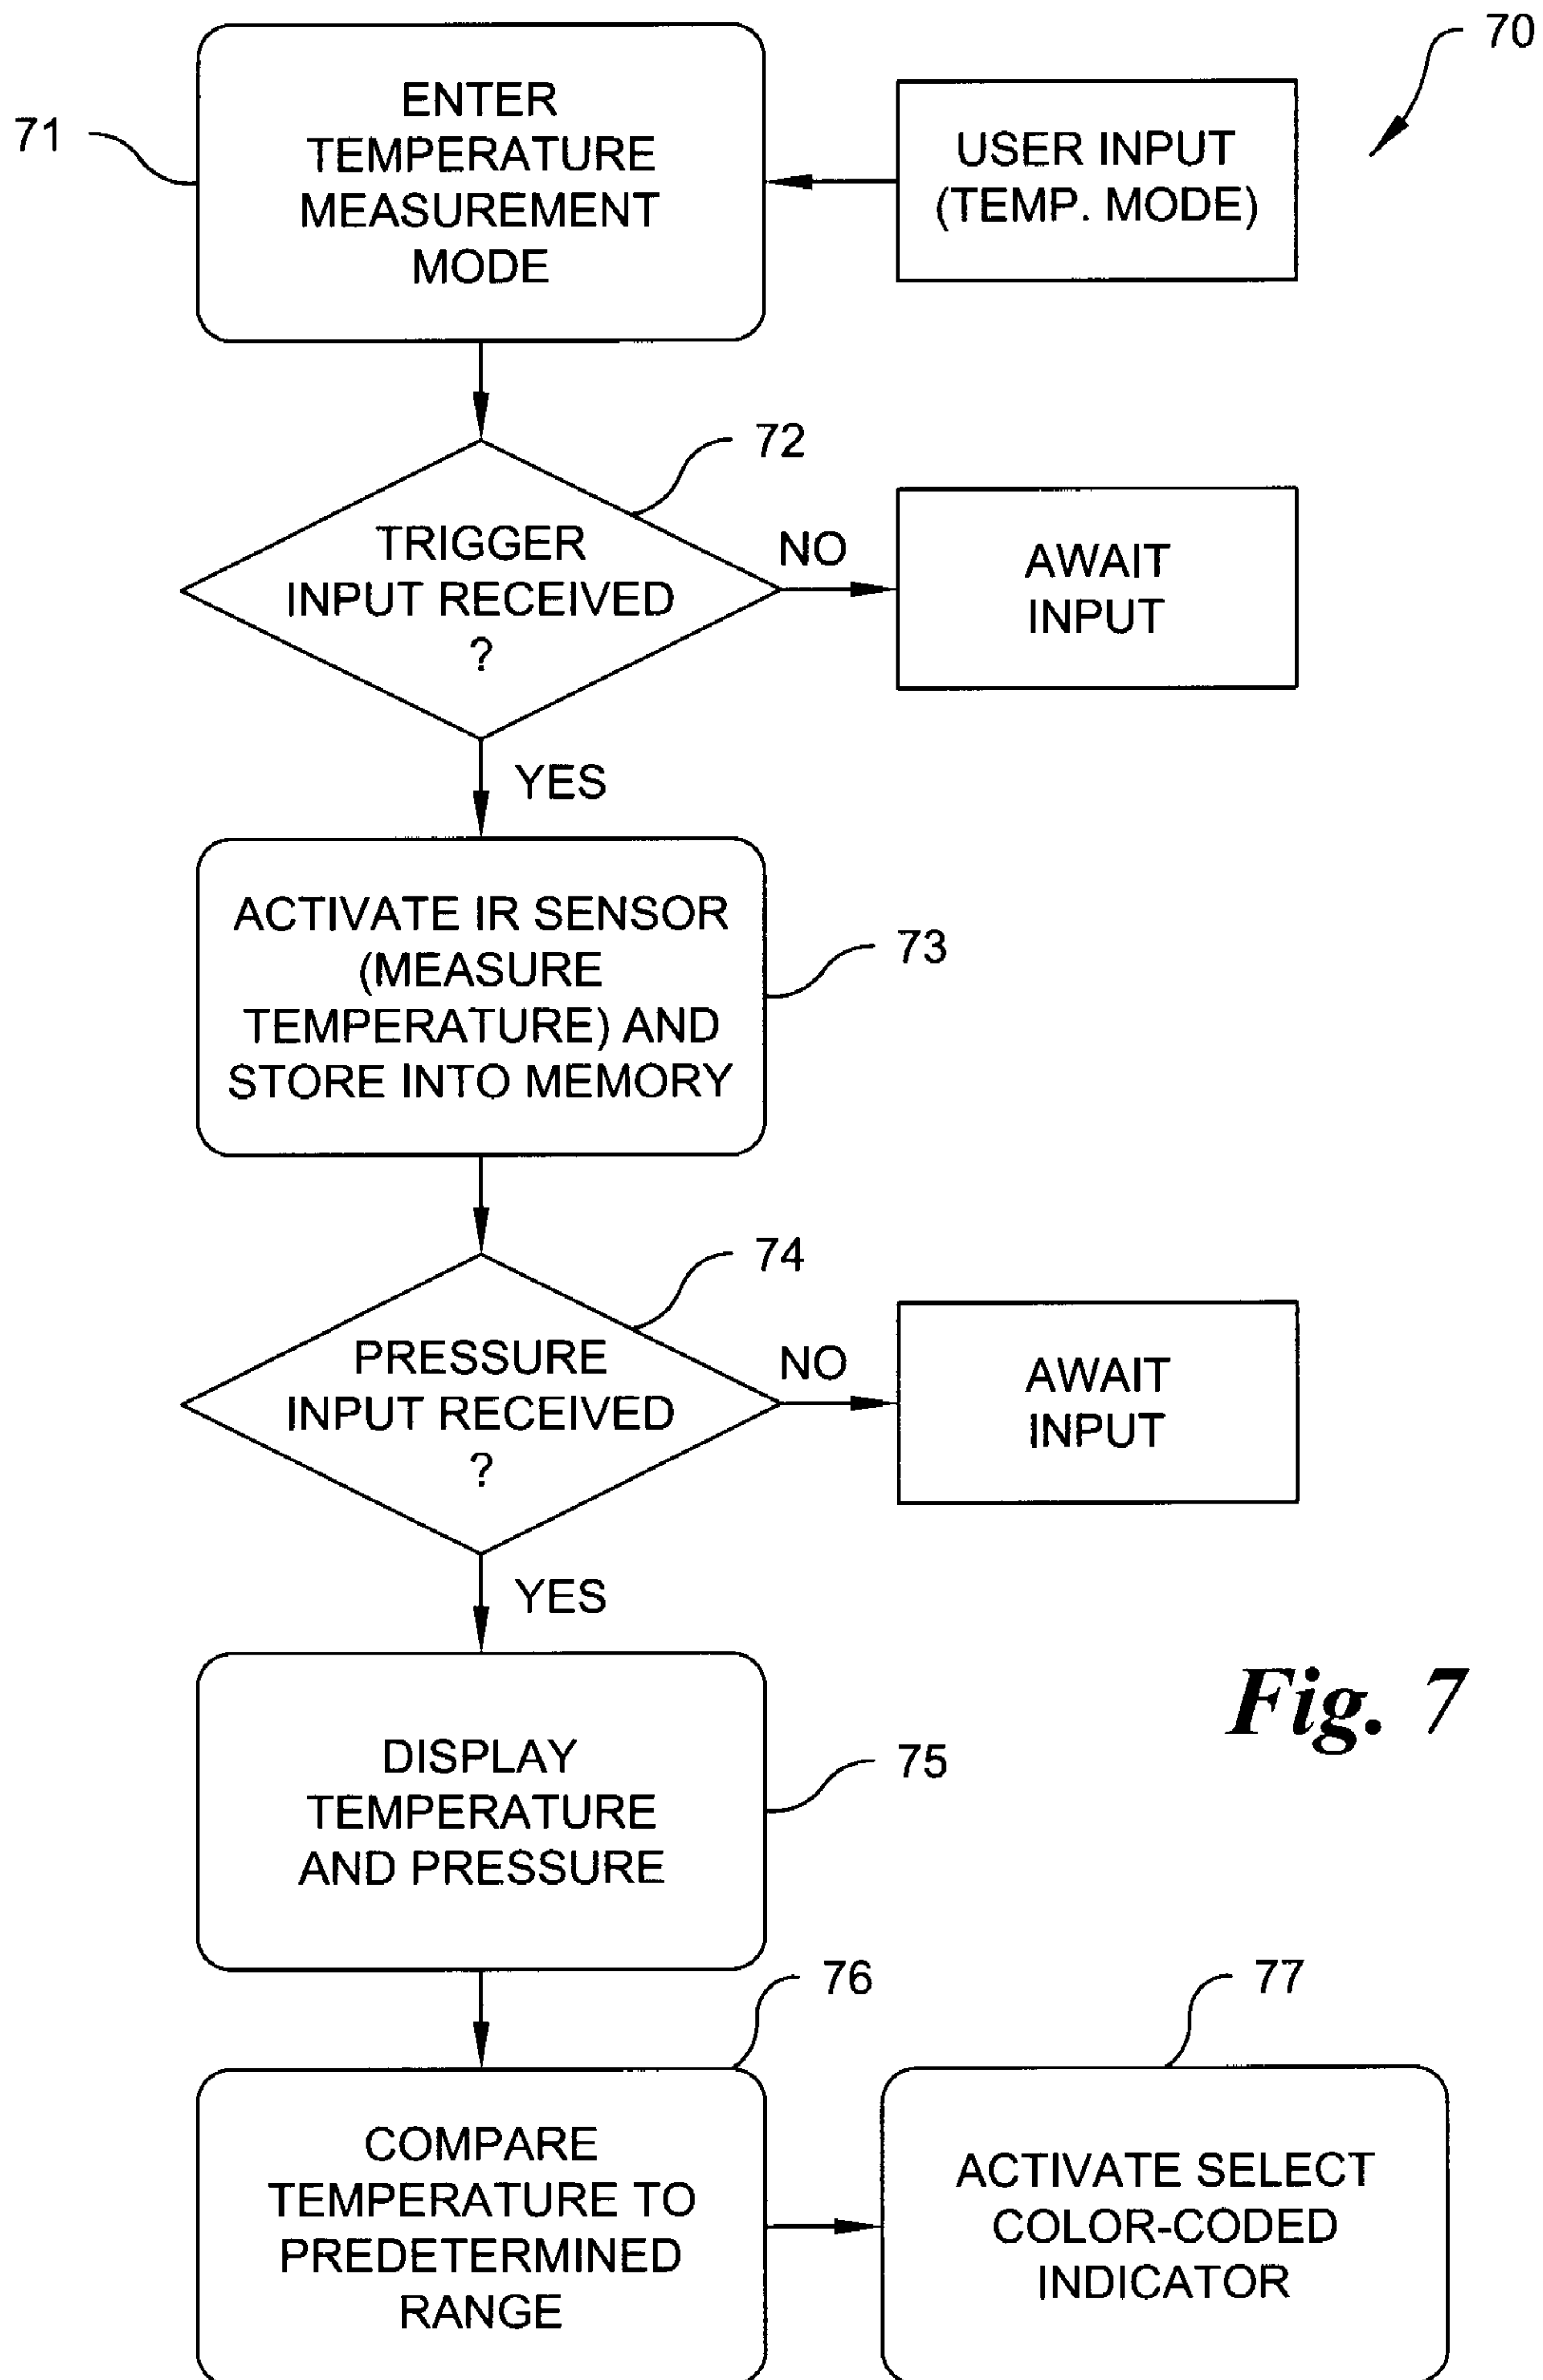 70
71
ENTER
TEMPERATURE
MEASUREMENT
MODE
USER INPUT
(TEMP. MODE)
72
TRIGGER
INPUT RECEIVED
?
NO
AWAIT
INPUT
YES
ACTIVATE IR SENSOR
(MEASURE
TEMPERATURE) AND
STORE INTO MEMORY
73
74
PRESSURE
INPUT RECEIVED
?
NO
AWAIT
INPUT
YES
DISPLAY
TEMPERATURE
AND PRESSURE
75
Fig. 7
76
COMPARE
TEMPERATURE TO
PREDETERMINED
RANGE
77
ACTIVATE SELECT
COLOR-CODED
INDICATOR